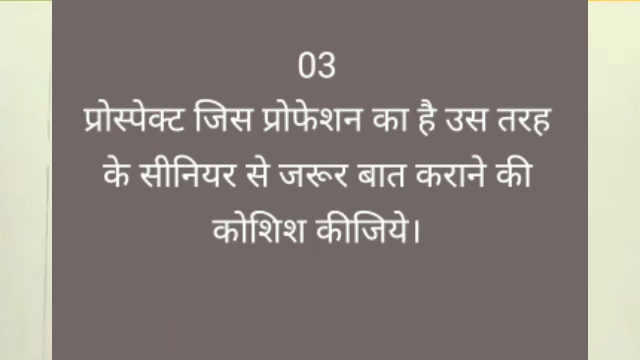 03
प्रोस्पेक्ट जिस प्रोफेशन का है उस तरह
के सीनियर से जरूर बात कराने की
कोशिश कीजिये।